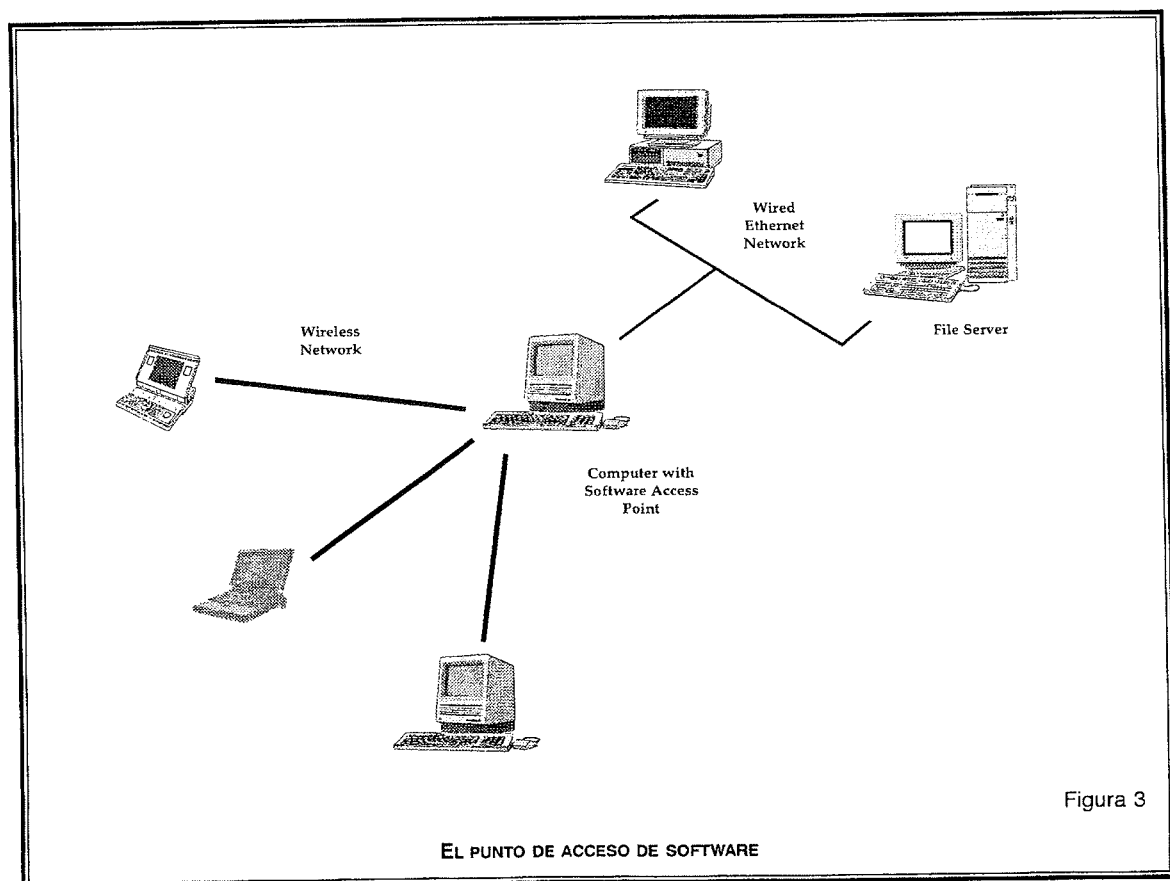 Wired
Ethernet
Network
File Server
Wireless
Network
Computer with
Software Access
Point
Figura 3
EL PUNTO DE ACCESO DE SOFTWARE